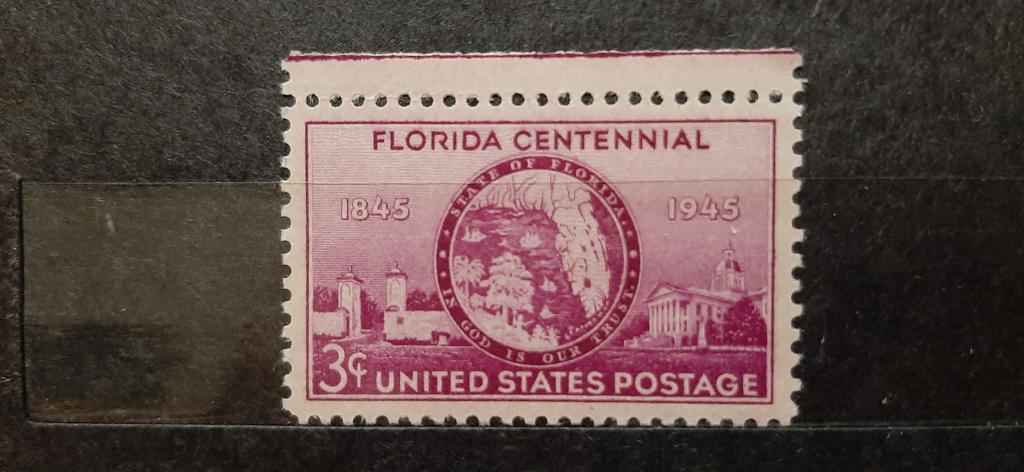 FLORIDA CENTENNIAL
STATE OF FLORIDA.
1845
1945
IN GOD IS OUR TRUST.
3¢ UNITED STATES POSTAGE